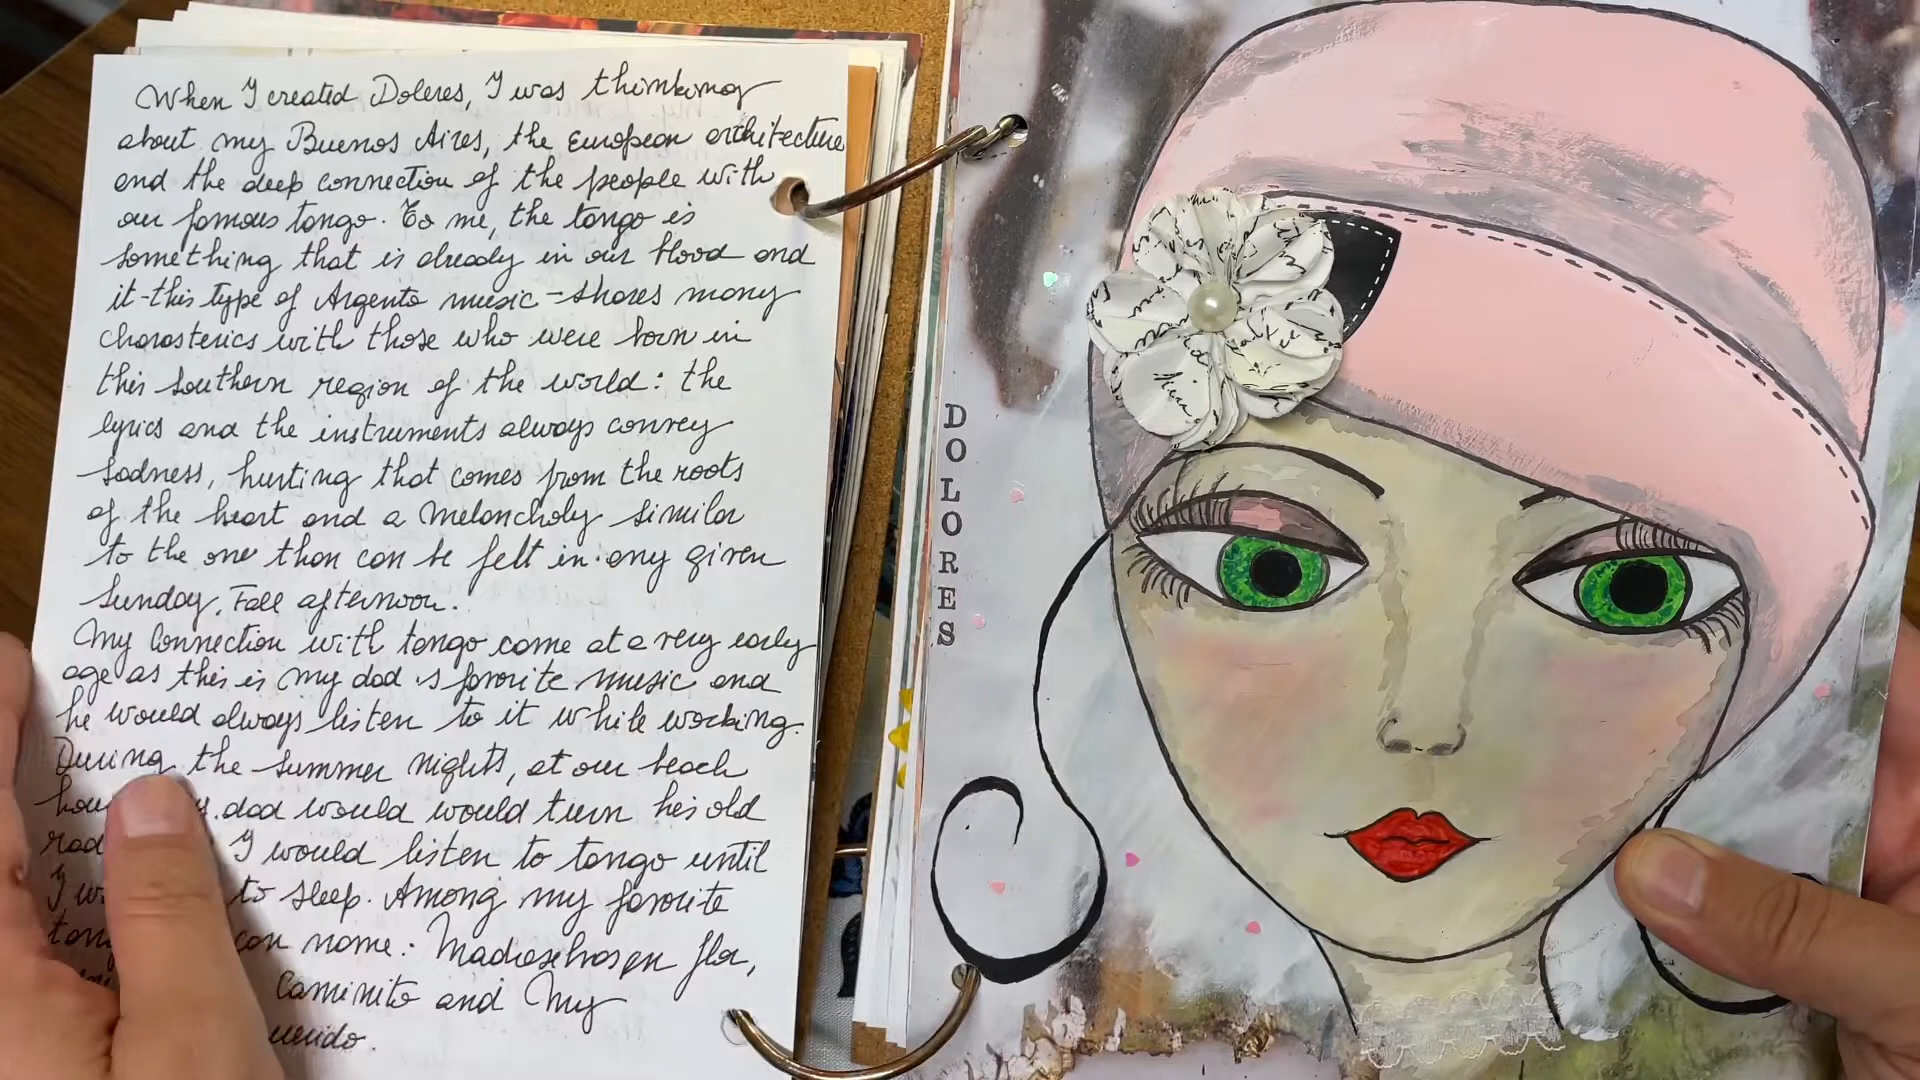 When I created Dolores, I was thinking
about my Buenos Aires, the European architecture
and the deep connection of the people with
our famous tango. To me, the tango is
something that is already in our blood and
it-this type of Argento music-shares many
charasterics with those who were born in
this southern region of the world: the
lyrics and the instruments always convey
sadness, hurting that comes from the roots
of the heart and a melancholy similar
to the one than can be felt in any given
Sunday, Fall afternoon.
My Connection with tango came at a very early
age as this is my dad's favorite music and
he would always listen to it while working.
During the summer nights, at our beach
dad would would turn his old
I would listen to tango until
I to sleep. Among my favorite
can name: Madreselvas en flor,
Caminito and My
DOLORES